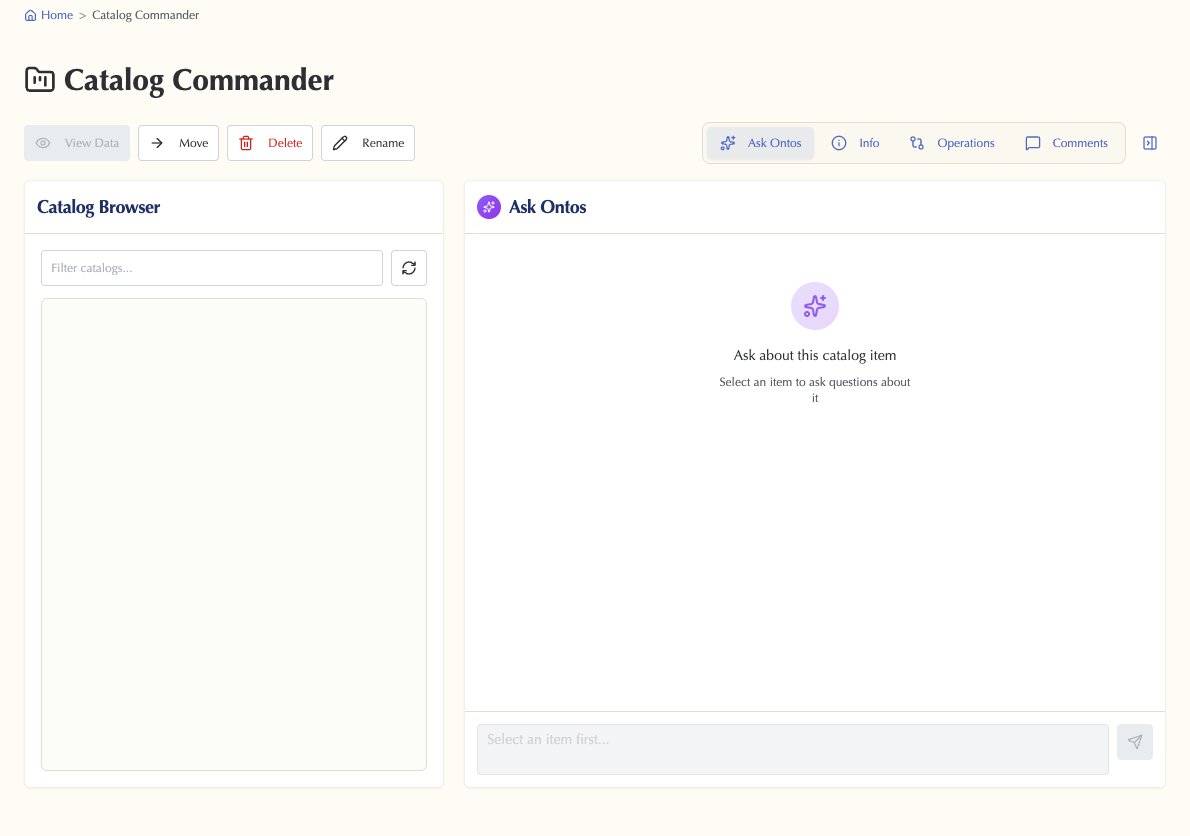 Home > Catalog Commander
Catalog Commander
View Data
Move
Delete
Rename
Ask Ontos
Info
Operations
Comments
Catalog Browser
Filter catalogs...
Ask Ontos
Ask about this catalog item
Select an item to ask questions about
it
Select an item first...